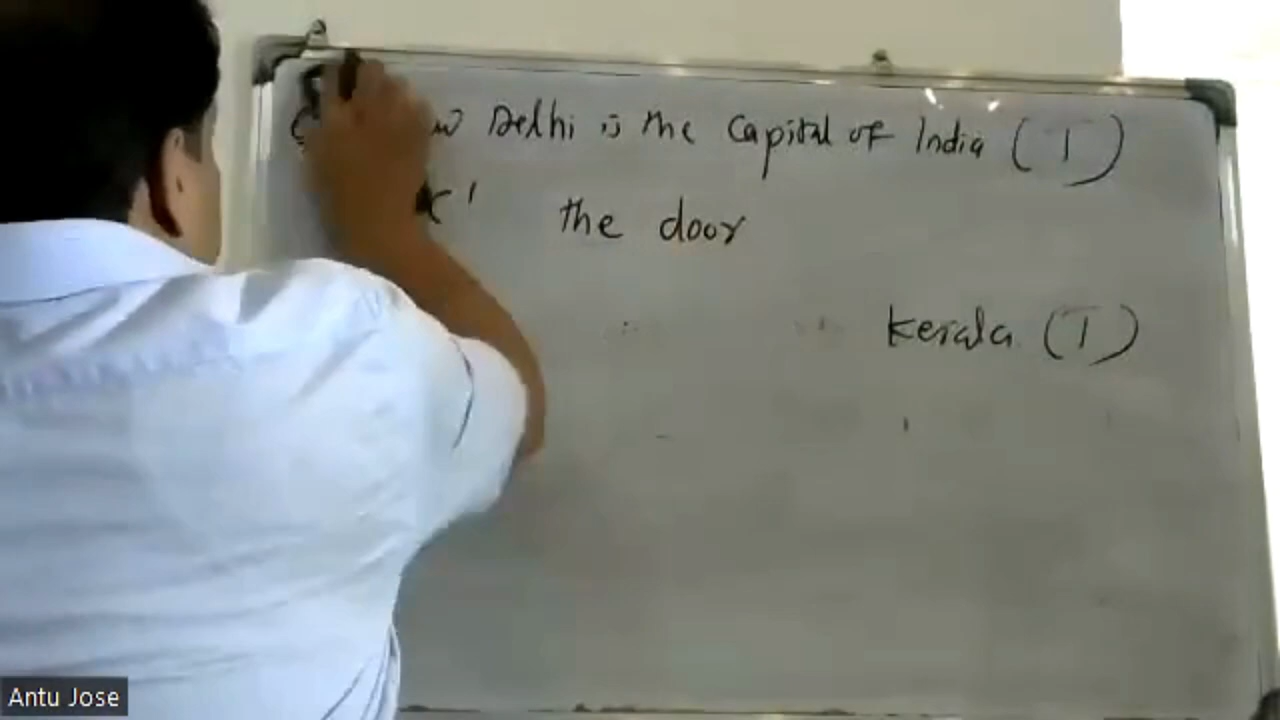 Delhi is the Capital of India (T)
the door
Kerala (T)
Antu Jose